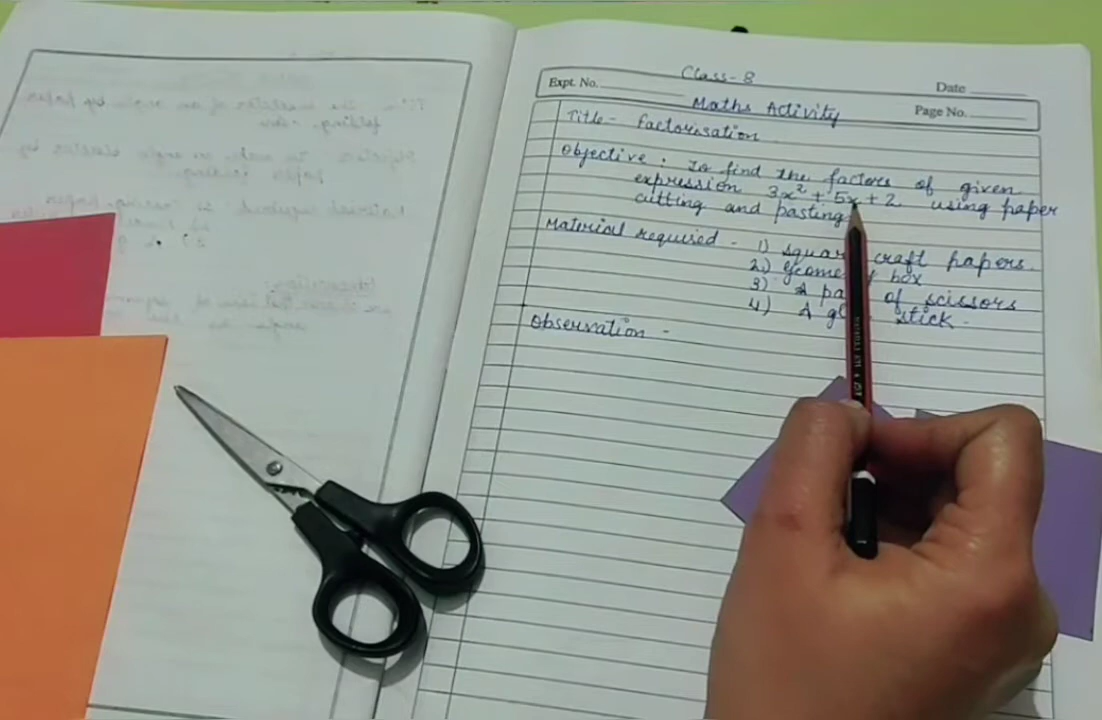 Class-8
Expt. No.
Date
Maths Activity
Page No.
Title - Factorisation
Objective : To find the factors of given
expression 3x² + 5x + 2 using paper
cutting and pasting
Material required - 1) square craft papers.
2) Geometry box
3) A pair of scissors
4) A glue stick.
Observation -